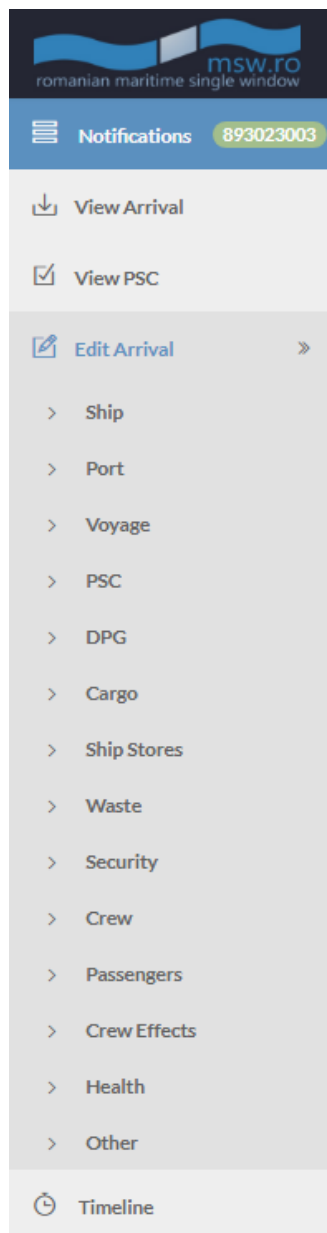 msw.ro
romanian maritime single window
Notifications 893023003
View Arrival
View PSC
Edit Arrival »
> Ship
> Port
> Voyage
> PSC
> DPG
> Cargo
> Ship Stores
> Waste
> Security
> Crew
> Passengers
> Crew Effects
> Health
> Other
Timeline